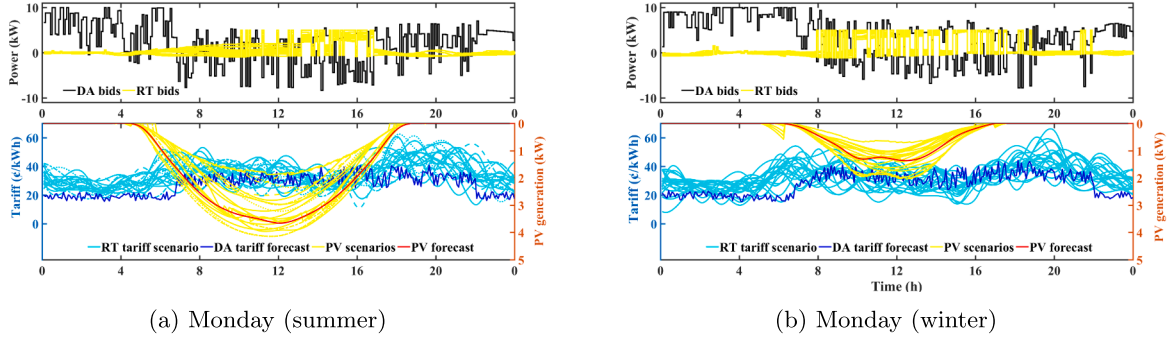 10
0
-10
Power (kW)
DA bids
RT bids
0 4 8 12 16 20 0
60
40
20
0
Tariff (¢/kWh)
0
1
2
3
4
5
PV generation (kW)
RT tariff scenario
DA tariff forecast
PV scenarios
PV forecast
0 4 8 12 16 20 0
(a) Monday (summer)
10
0
-10
Power (kW)
DA bids
RT bids
0 4 8 12 16 20 0
60
40
20
0
Tariff (¢/kWh)
0
1
2
3
4
5
PV generation (kW)
RT tariff scenario
DA tariff forecast
PV scenarios
PV forecast
0 4 8 12 16 20 0
Time (h)
(b) Monday (winter)